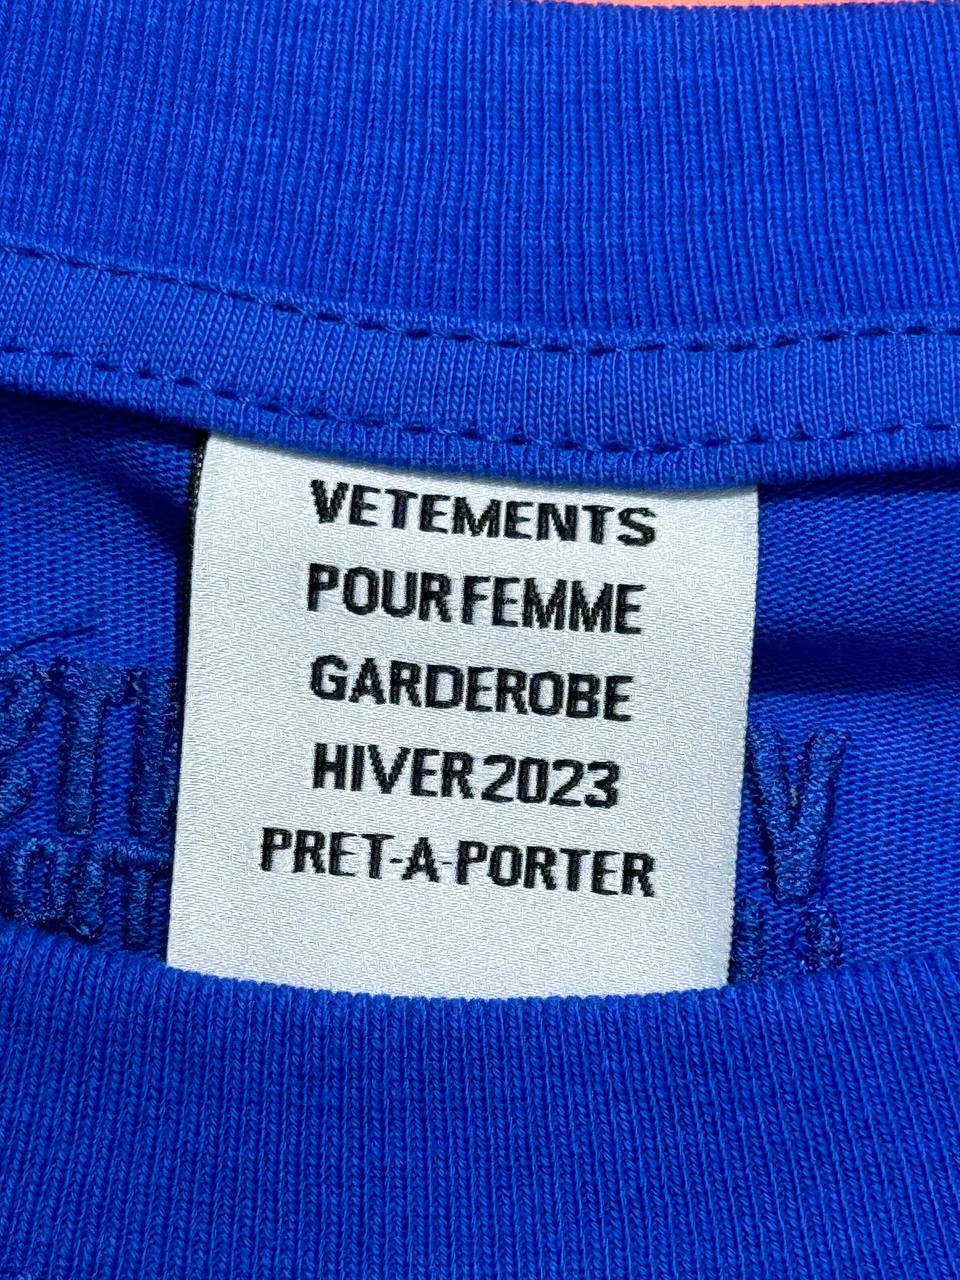 VETEMENTS
POUR FEMME
GARDEROBE
HIVER 2023
PRET-A-PORTER